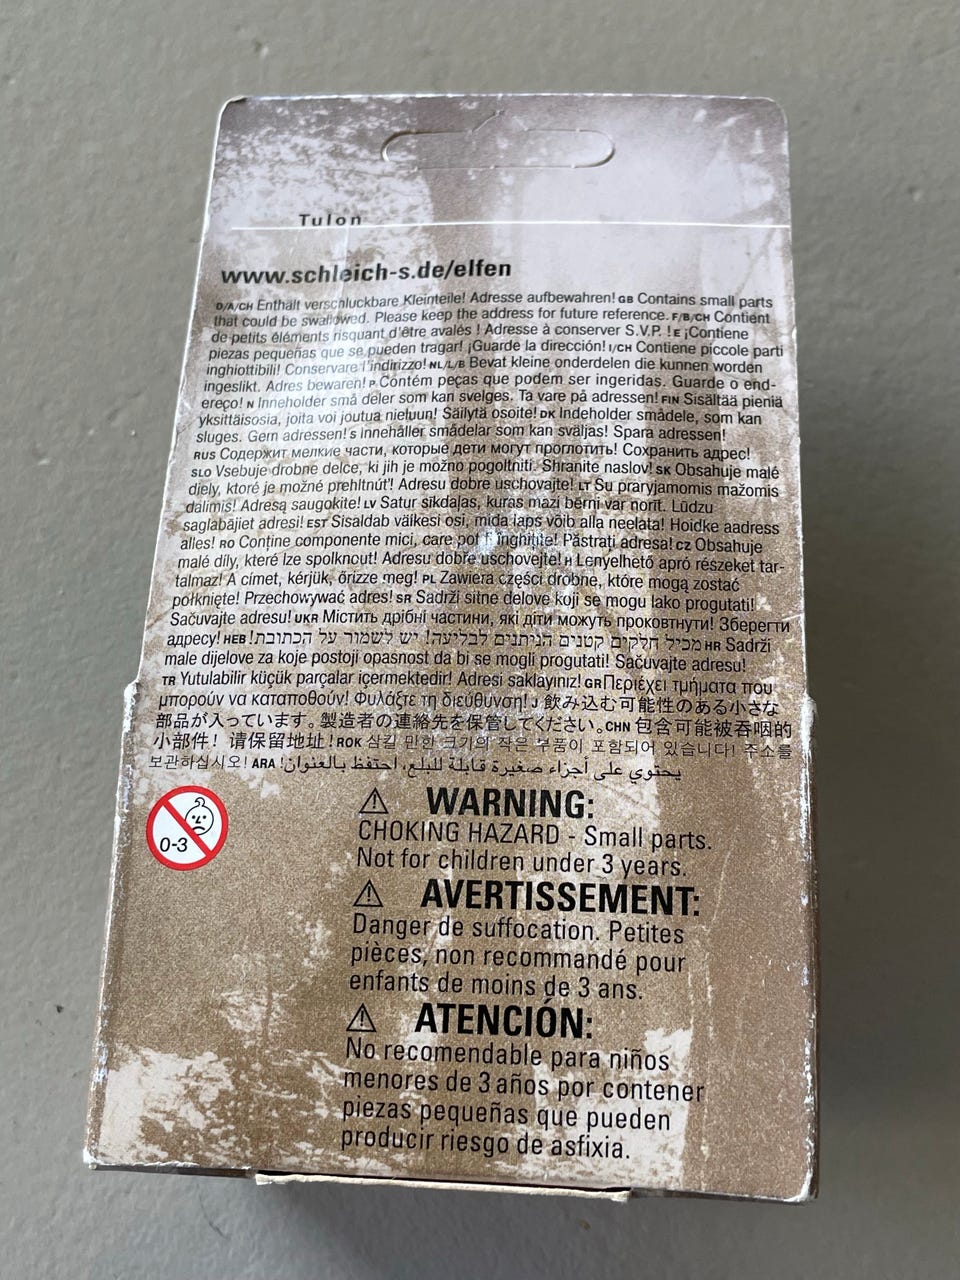 Tulon
www.schleich-s.de/elfen
D/A/CH Enthält verschluckbare Kleinteile! Adresse aufbewahren! GB Contains small parts
that could be swallowed. Please keep the address for future reference. F/B/CH Contient
de petits éléments risquant d'être avalés ! Adresse à conserver S.V.P. ! E ¡Contiene
piezas pequeñas que se pueden tragar! ¡Guarde la dirección! I/CH Contiene piccole parti
inghiottibili! Conservare l'indirizzo! NL/L/B Bevat kleine onderdelen die kunnen worden
ingeslikt. Adres bewaren! P Contém peças que podem ser ingeridas. Guarde o end-
ereço! N Inneholder små deler som kan svelges. Ta vare på adressen! FIN Sisältää pieniä
yksittäisosia, joita voi joutua nieluun! Säilytä osoite! DK Indeholder smådele, som kan
sluges. Gem adressen! S Innehåller smådelar som kan sväljas! Spara adressen!
RUS Содержит мелкие части, которые дети могут проглотить! Сохранить адрес!
SLO Vsebuje drobne delce, ki jih je možno pogoltniti. Shranite naslov! SK Obsahuje malé
diely, ktoré je možné prehltnúť! Adresu dobre uschovajte! LT Su praryjamomis mažomis
dalimis! Adresą saugokite! LV Satur sīkdaļas, kuras mazi bērni var norīt. Lūdzu
saglabājiet adresi! EST Sisaldab väikesi osi, mida laps võib alla neelata! Hoidke aadress
alles! RO Conţine componente mici, care pot fi înghiţite! Păstraţi adresa! CZ Obsahuje
malé díly, které lze spolknout! Adresu dobře uschovejte! H Lenyelhető apró részeket tar-
talmaz! A címet, kérjük, őrizze meg! PL Zawiera części drobne, które mogą zostać
połknięte! Przechowywać adres! SR Sadrži sitne delove koji se mogu lako progutati!
Sačuvajte adresu! UKR Містить дрібні частини, які діти можуть проковтнути! Зберегти
адресу! HEB מכיל חלקים קטנים הניתנים לבליעה! יש לשמור על הכתובת! HR Sadrži
male dijelove za koje postoji opasnost da bi se mogli progutati! Sačuvajte adresu!
TR Yutulabilir küçük parçalar içermektedir! Adresi saklayınız! GR Περιέχει τμήματα που
μπορούν να καταποθούν! Φυλάξτε τη διεύθυνση! J 飲み込む可能性のある小さな
部品が入っています。製造者の連絡先を保管してください。CHN 包含可能被吞咽的
小部件！ 请保留地址！ROK 삼킬 만한 크기의 작은 부품이 포함되어 있습니다! 주소를
보관하십시오! ARA يحتوي على أجزاء صغيرة قابلة للبلع، احتفظ بالعنوان!
0-3
WARNING:
CHOKING HAZARD - Small parts.
Not for children under 3 years.
AVERTISSEMENT:
Danger de suffocation. Petites
pièces, non recommandé pour
enfants de moins de 3 ans.
ATENCIÓN:
No recomendable para niños
menores de 3 años por contener
piezas pequeñas que pueden
producir riesgo de asfixia.